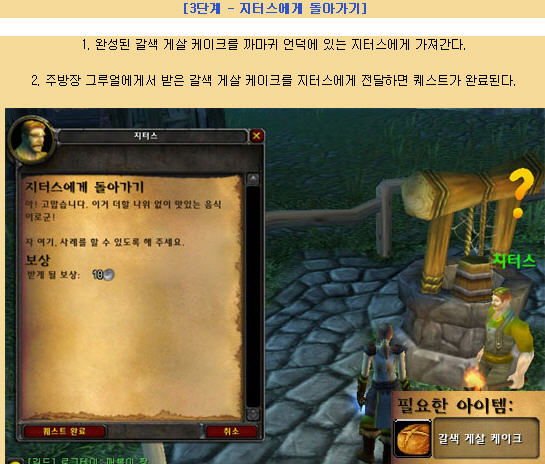 [3단계 - 지터스에게 돌아가기]
1. 완성된 갈색 게살 케이크를 까마귀 언덕에 있는 지터스에게 가져간다.
2. 주방장 그루얼에게서 받은 갈색 게살 케이크를 지터스에게 전달하면 퀘스트가 완료된다.
지터스
지터스에게 돌아가기
아! 고맙습니다. 이거 더할 나위 없이 맛있는 음식
이로군!
자 여기, 사례를 할 수 있도록 해 주세요.
보상
받게 될 보상: 10
지터스
필요한 아이템:
갈색 게살 케이크
퀘스트 완료
취소